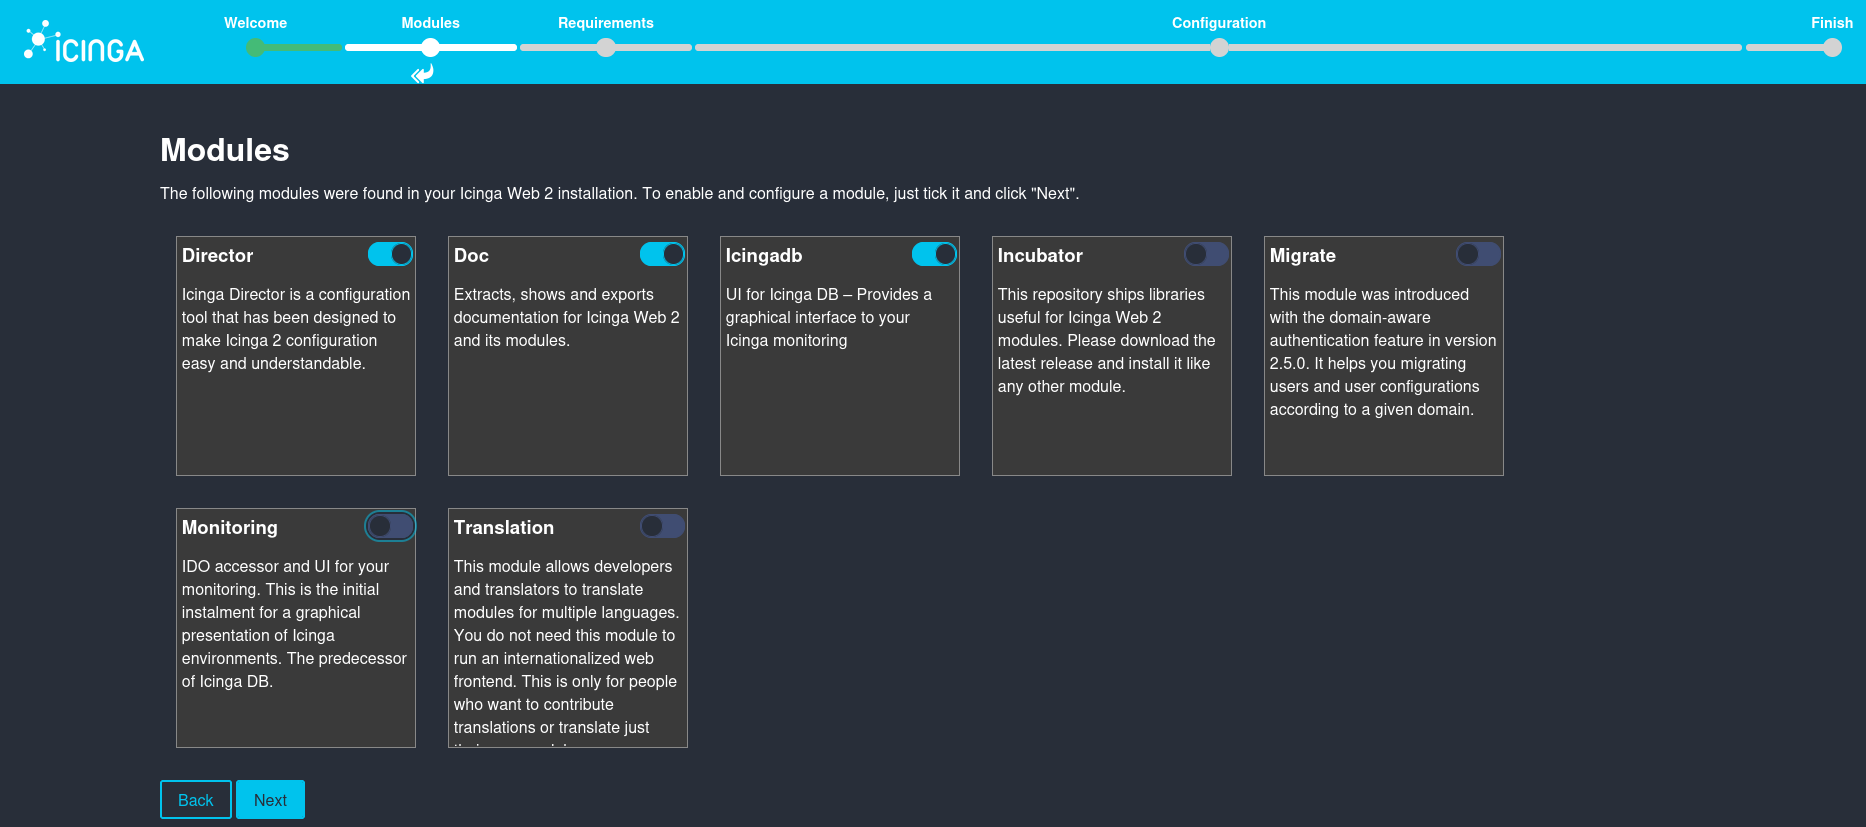 Welcome
Modules
Requirements
Configuration
Finish
ICINGA
Modules
The following modules were found in your Icinga Web 2 installation. To enable and configure a module, just tick it and click "Next".
Director
Icinga Director is a configuration
tool that has been designed to
make Icinga 2 configuration
easy and understandable.
Doc
Extracts, shows and exports
documentation for Icinga Web 2
and its modules.
Icingadb
UI for Icinga DB – Provides a
graphical interface to your
Icinga monitoring
Incubator
This repository ships libraries
useful for Icinga Web 2
modules. Please download the
latest release and install it like
any other module.
Migrate
This module was introduced
with the domain-aware
authentication feature in version
2.5.0. It helps you migrating
users and user configurations
according to a given domain.
Monitoring
IDO accessor and UI for your
monitoring. This is the initial
instalment for a graphical
presentation of Icinga
environments. The predecessor
of Icinga DB.
Translation
This module allows developers
and translators to translate
modules for multiple languages.
You do not need this module to
run an internationalized web
frontend. This is only for people
who want to contribute
translations or translate just
Back
Next